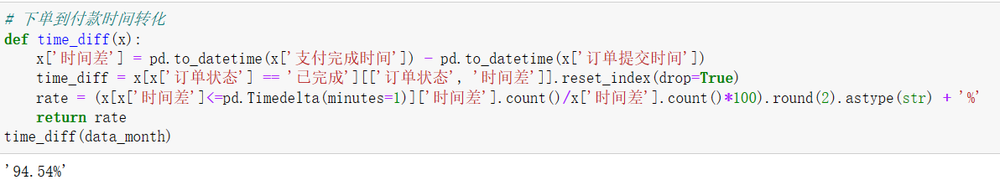 # 下单到付款时间转化
def time_diff(x):
    x['时间差'] = pd.to_datetime(x['支付完成时间']) - pd.to_datetime(x['订单提交时间'])
    time_diff = x[x['订单状态'] == '已完成'][['订单状态', '时间差']].reset_index(drop=True)
    rate = (x[x['时间差']<=pd.Timedelta(minutes=1)]['时间差'].count()/x['时间差'].count()*100).round(2).astype(str) + '%'
    return rate
time_diff(data_month)
'94.54%'